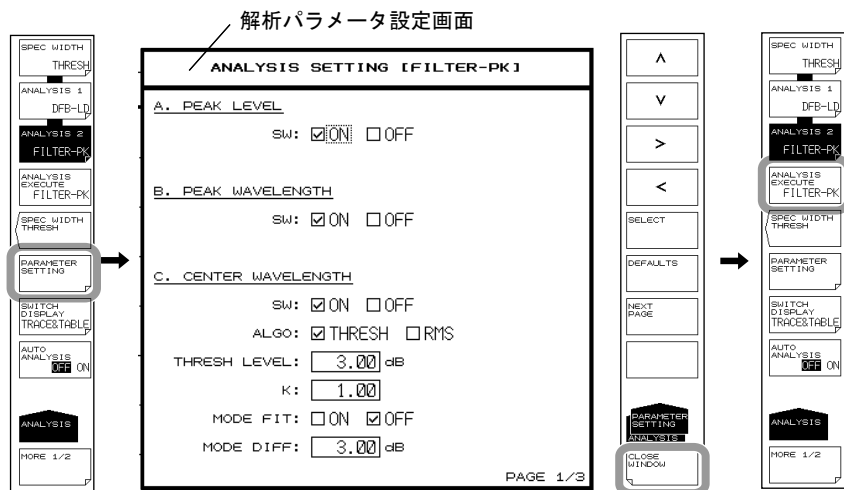 解析パラメータ設定画面
SPEC WIDTH
THRESH
ANALYSIS 1
DFB-LD
ANALYSIS 2
FILTER-PK
ANALYSIS
EXECUTE
FILTER-PK
SPEC WIDTH
THRESH
PARAMETER
SETTING
SWITCH
DISPLAY
TRACE&TABLE
AUTO
ANALYSIS
OFF ON
ANALYSIS
MORE 1/2
ANALYSIS SETTING [FILTER-PK]
A. PEAK LEVEL
SW: ☑ON ☐OFF
B. PEAK WAVELENGTH
SW: ☑ON ☐OFF
C. CENTER WAVELENGTH
SW: ☑ON ☐OFF
ALGO: ☑THRESH ☐RMS
THRESH LEVEL: 3.00 dB
K: 1.00
MODE FIT: ☐ON ☑OFF
MODE DIFF: 3.00 dB
PAGE 1/3
∧
∨
>
<
SELECT
DEFAULTS
NEXT
PAGE
PARAMETER
SETTING
ANALYSIS
CLOSE
WINDOW
SPEC WIDTH
THRESH
ANALYSIS 1
DFB-LD
ANALYSIS 2
FILTER-PK
ANALYSIS
EXECUTE
FILTER-PK
SPEC WIDTH
THRESH
PARAMETER
SETTING
SWITCH
DISPLAY
TRACE&TABLE
AUTO
ANALYSIS
OFF ON
ANALYSIS
MORE 1/2